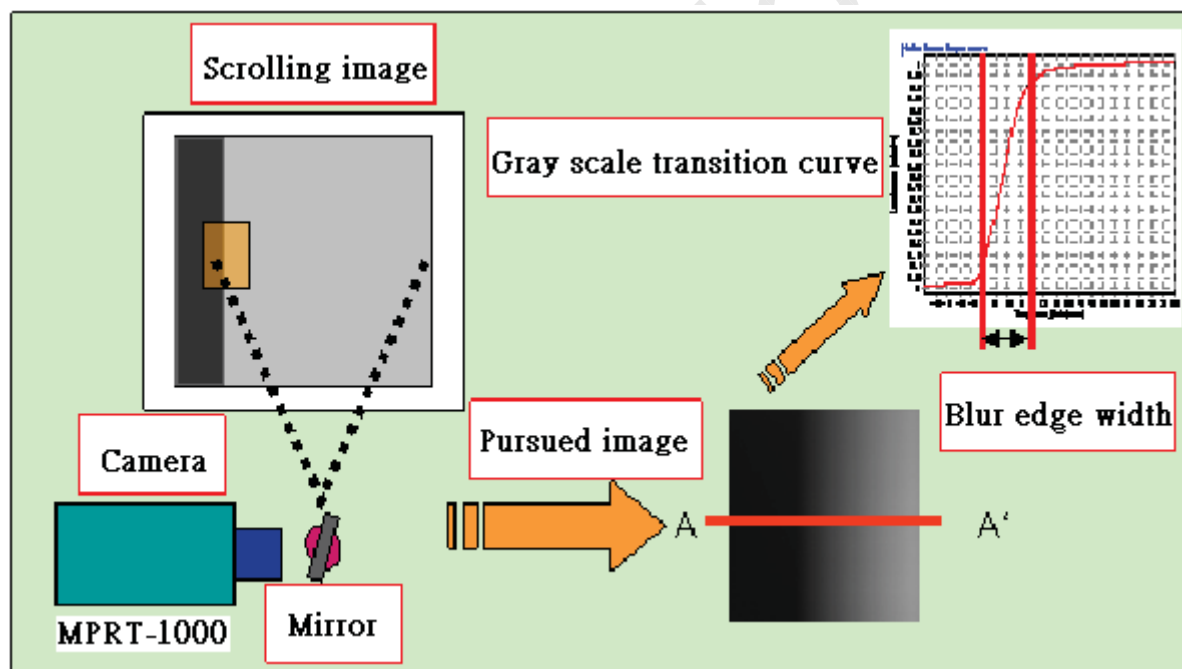 Scrolling image
Gray scale transition curve
Blur edge width
Camera
Pursued image
A
A'
MPRT-1000
Mirror